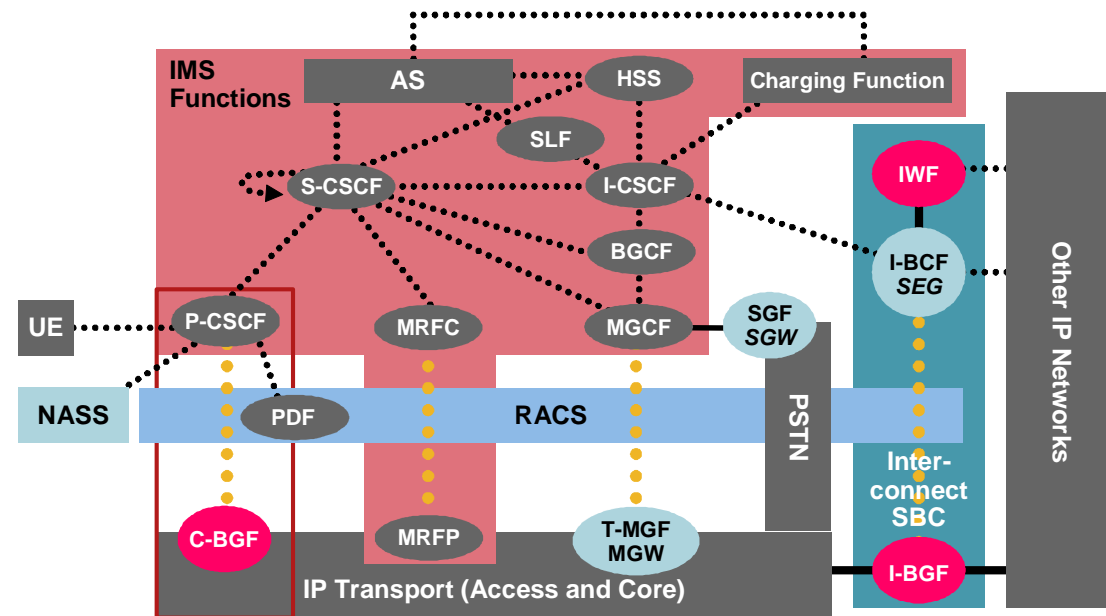 IMS
Functions
AS
HSS
Charging Function
SLF
S-CSCF
I-CSCF
IWF
BGCF
I-BCF
SEG
UE
P-CSCF
MRFC
MGCF
SGF
SGW
Other IP Networks
NASS
PDF
RACS
PSTN
Inter-
connect
SBC
C-BGF
MRFP
T-MGF
MGW
I-BGF
IP Transport (Access and Core)